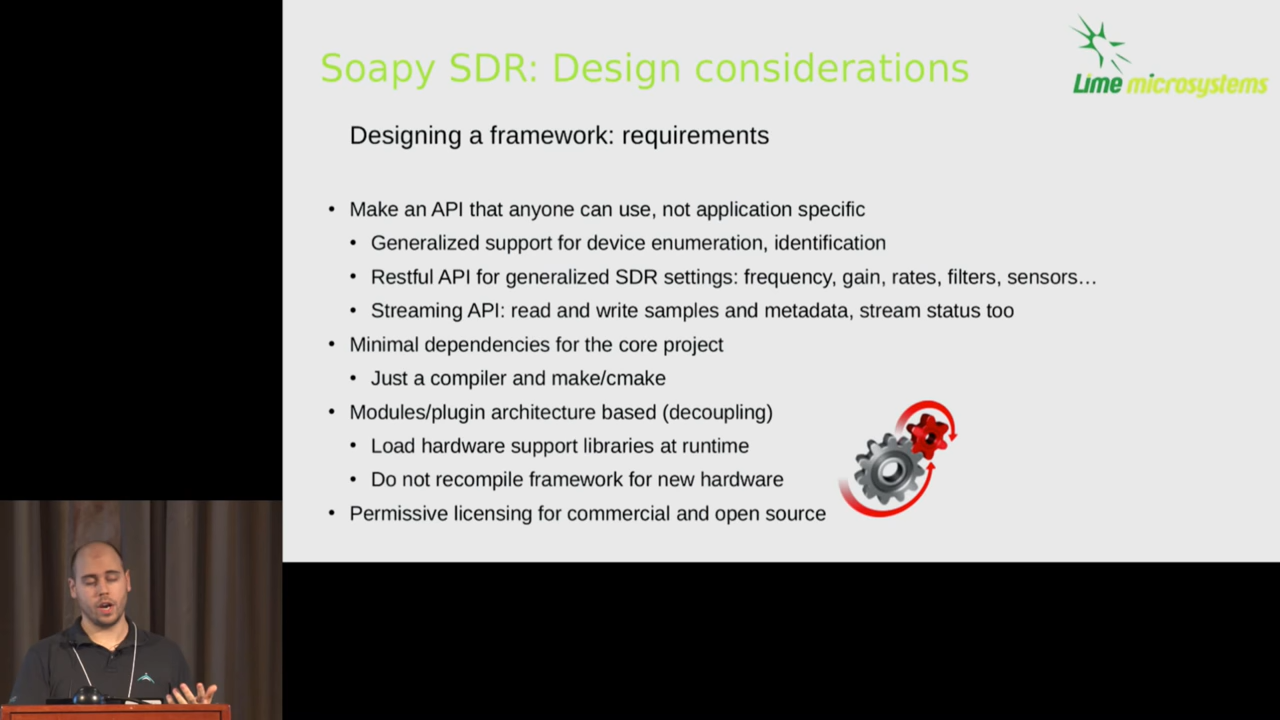 Soapy SDR: Design considerations
Lime microsystems
Designing a framework: requirements
• Make an API that anyone can use, not application specific
• Generalized support for device enumeration, identification
• Restful API for generalized SDR settings: frequency, gain, rates, filters, sensors…
• Streaming API: read and write samples and metadata, stream status too
• Minimal dependencies for the core project
• Just a compiler and make/cmake
• Modules/plugin architecture based (decoupling)
• Load hardware support libraries at runtime
• Do not recompile framework for new hardware
• Permissive licensing for commercial and open source